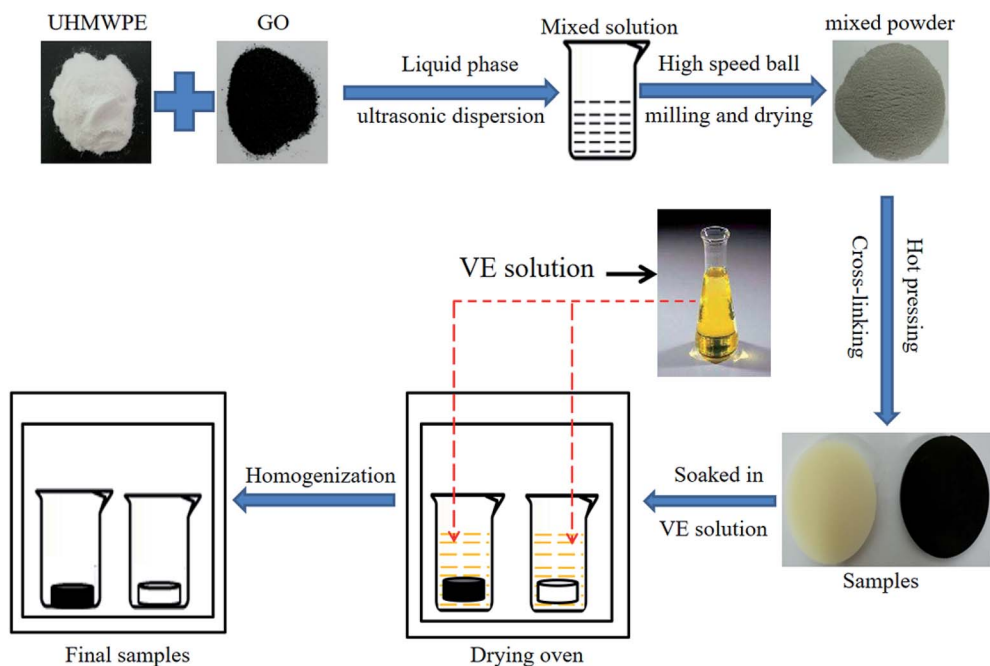 UHMWPE
GO
Mixed solution
mixed powder
Liquid phase
ultrasonic dispersion
High speed ball
milling and drying
Hot pressing
Cross-linking
VE solution
Soaked in
VE solution
Samples
Homogenization
Drying oven
Final samples